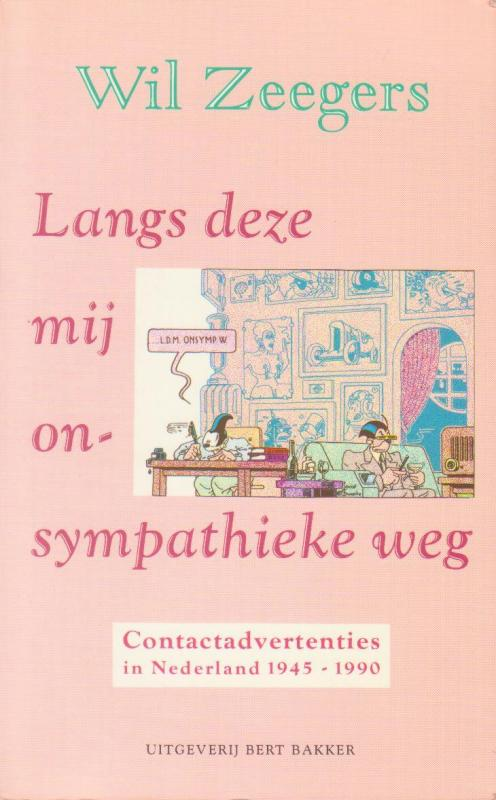 Wil Zeegers
Langs deze
mij
...L.D.M. ONSYMP.W.
on-
sympathieke weg
Contactadvertenties
in Nederland 1945 - 1990
UITGEVERIJ BERT BAKKER